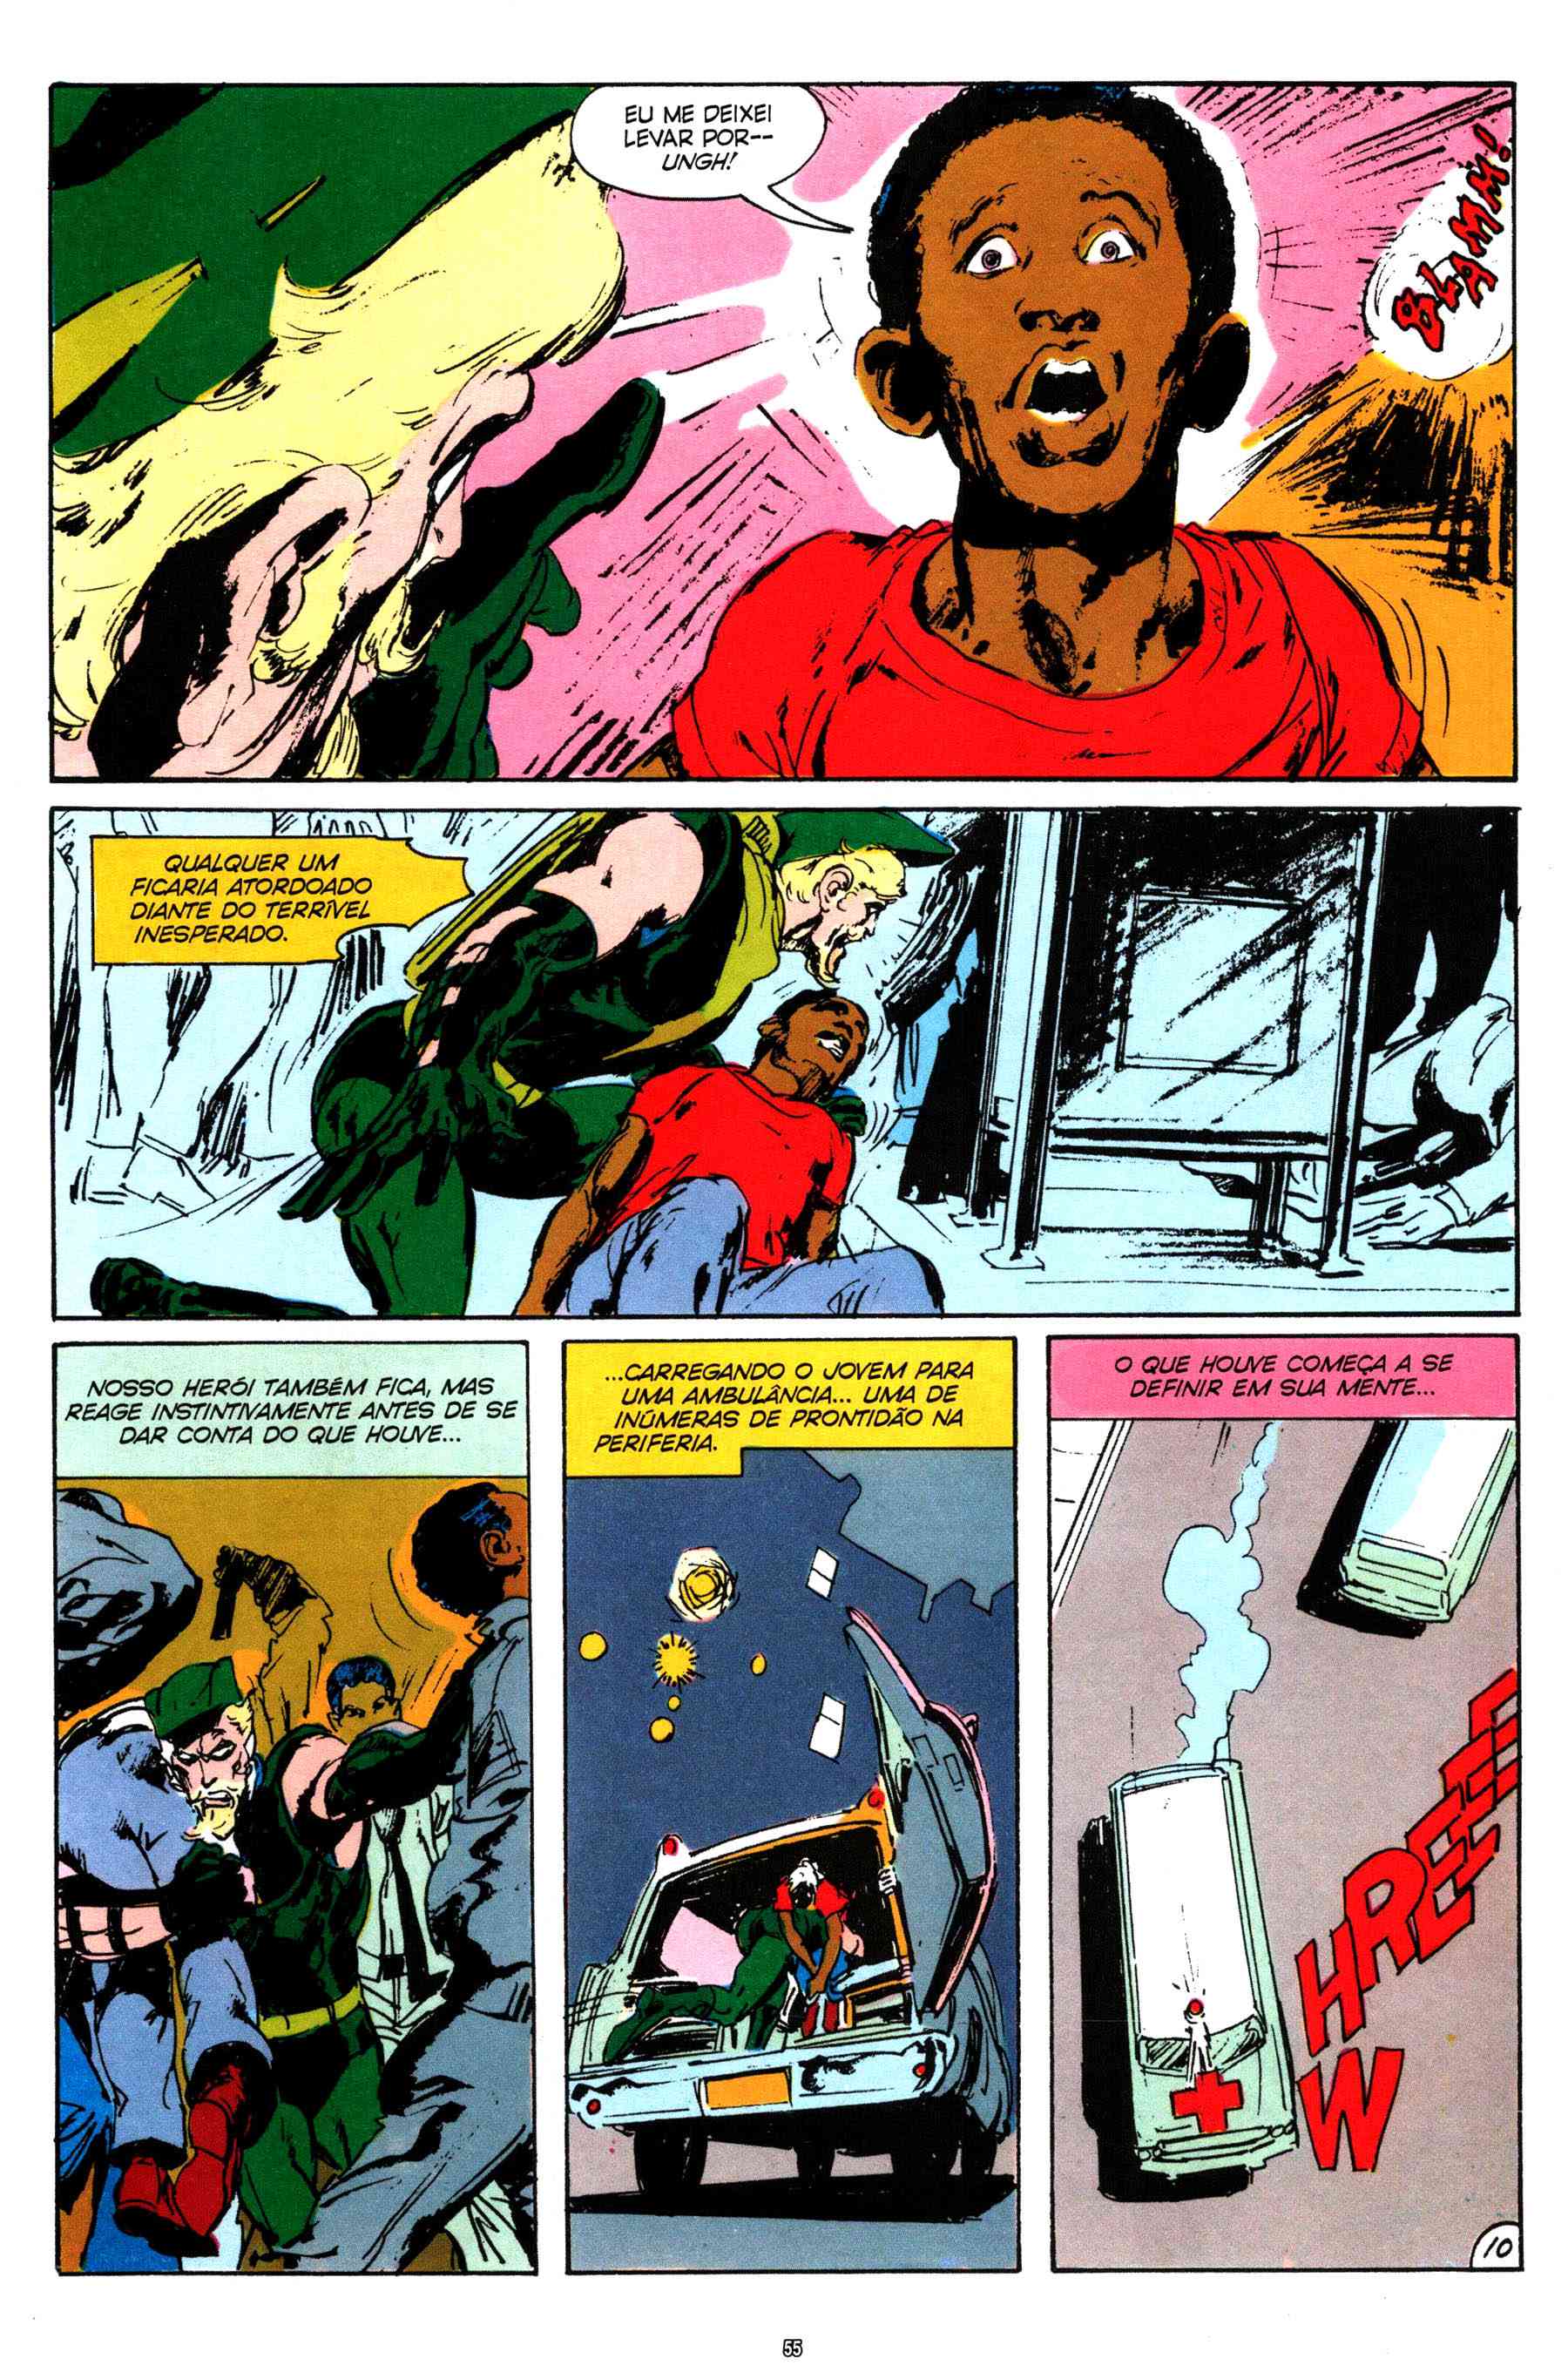 EU ME DEIXEI
LEVAR POR--
UNGH!
BLAMM!
QUALQUER UM
FICARIA ATORDOADO
DIANTE DO TERRÍVEL
INESPERADO.
NOSSO HERÓI TAMBÉM FICA, MAS
REAGE INSTINTIVAMENTE ANTES DE SE
DAR CONTA DO QUE HOUVE...
...CARREGANDO O JOVEM PARA
UMA AMBULÂNCIA... UMA DE
INÚMERAS DE PRONTIDÃO NA
PERIFERIA.
O QUE HOUVE COMEÇA A SE
DEFINIR EM SUA MENTE...
HREEEEE
W
10
55